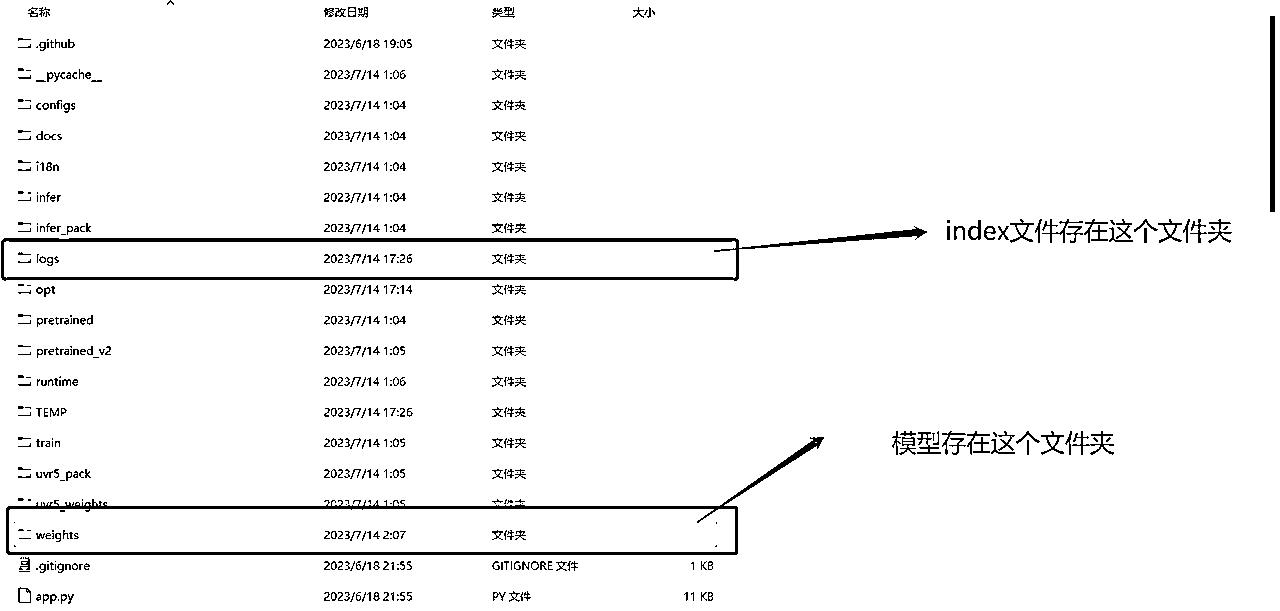 名称 修改日期 类型 大小
.github 2023/6/18 19:05 文件夹
__pycache__ 2023/7/14 1:06 文件夹
configs 2023/7/14 1:04 文件夹
docs 2023/7/14 1:04 文件夹
i18n 2023/7/14 1:04 文件夹
infer 2023/7/14 1:04 文件夹
infer_pack 2023/7/14 1:04 文件夹
index文件存在这个文件夹
logs 2023/7/14 17:26 文件夹
opt 2023/7/14 17:14 文件夹
pretrained 2023/7/14 1:04 文件夹
pretrained_v2 2023/7/14 1:05 文件夹
runtime 2023/7/14 1:06 文件夹
TEMP 2023/7/14 17:26 文件夹
train 2023/7/14 1:05 文件夹
模型存在这个文件夹
uvr5_pack 2023/7/14 1:05 文件夹
uvr5_weights 2023/7/14 1:05 文件夹
weights 2023/7/14 2:07 文件夹
.gitignore 2023/6/18 21:55 GITIGNORE 文件 1 KB
app.py 2023/6/18 21:55 PY 文件 11 KB